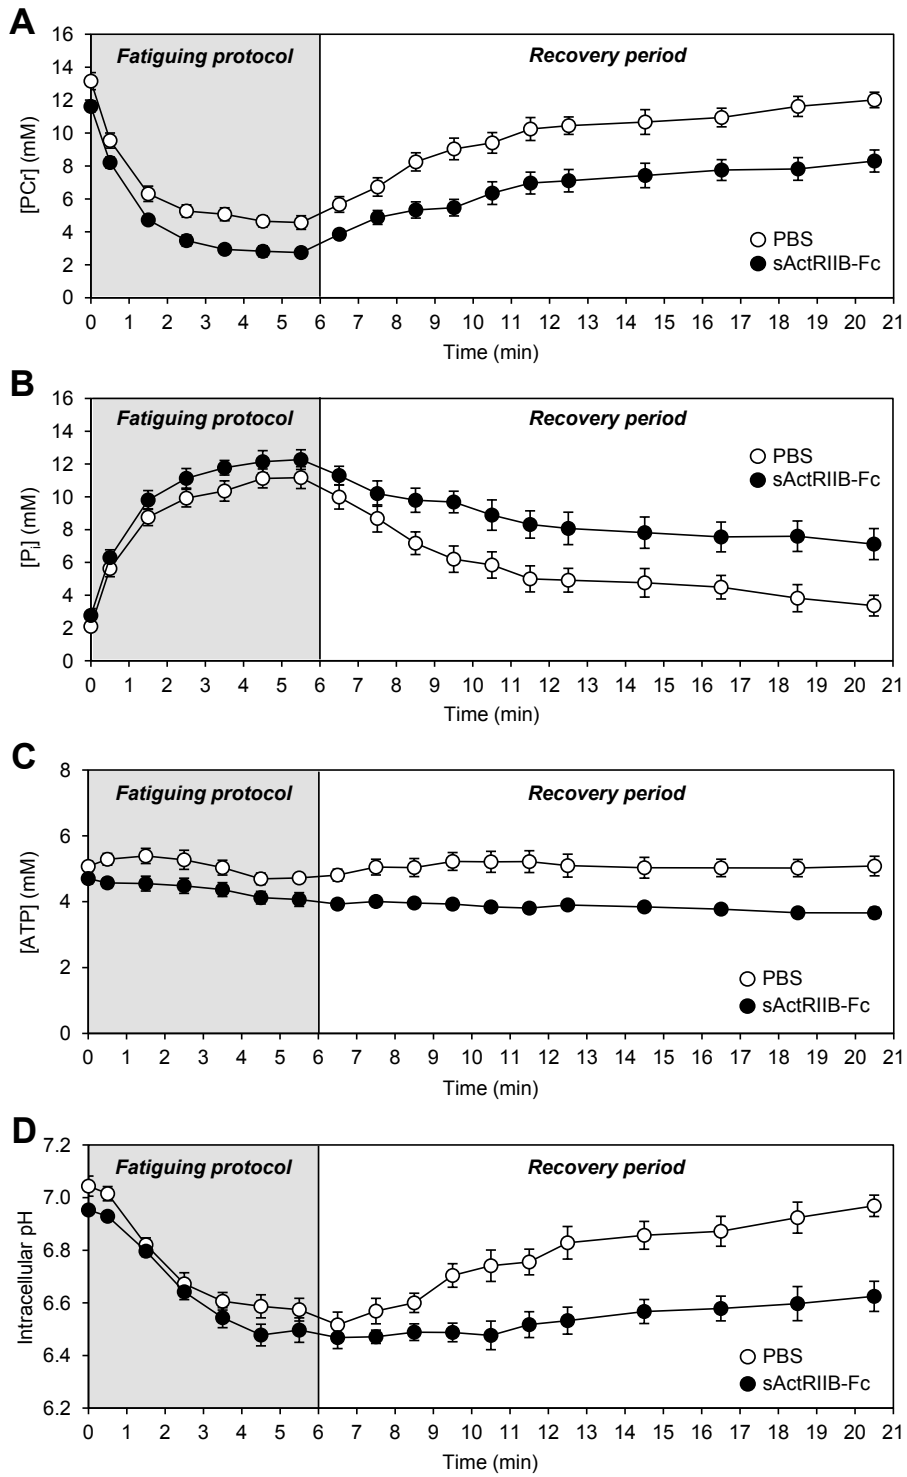 A
Fatiguing protocol Recovery period
[PCr] (mM)
16
14
12
10
8
6
4
2
0
PBS
sActRIIB-Fc
0 1 2 3 4 5 6 7 8 9 10 11 12 13 14 15 16 17 18 19 20 21
Time (min)
B
Fatiguing protocol Recovery period
[Pi] (mM)
16
14
12
10
8
6
4
2
0
PBS
sActRIIB-Fc
0 1 2 3 4 5 6 7 8 9 10 11 12 13 14 15 16 17 18 19 20 21
Time (min)
C
Fatiguing protocol Recovery period
[ATP] (mM)
8
6
4
2
0
PBS
sActRIIB-Fc
0 1 2 3 4 5 6 7 8 9 10 11 12 13 14 15 16 17 18 19 20 21
Time (min)
D
Fatiguing protocol Recovery period
Intracellular pH
7.2
7.0
6.8
6.6
6.4
6.2
PBS
sActRIIB-Fc
0 1 2 3 4 5 6 7 8 9 10 11 12 13 14 15 16 17 18 19 20 21
Time (min)